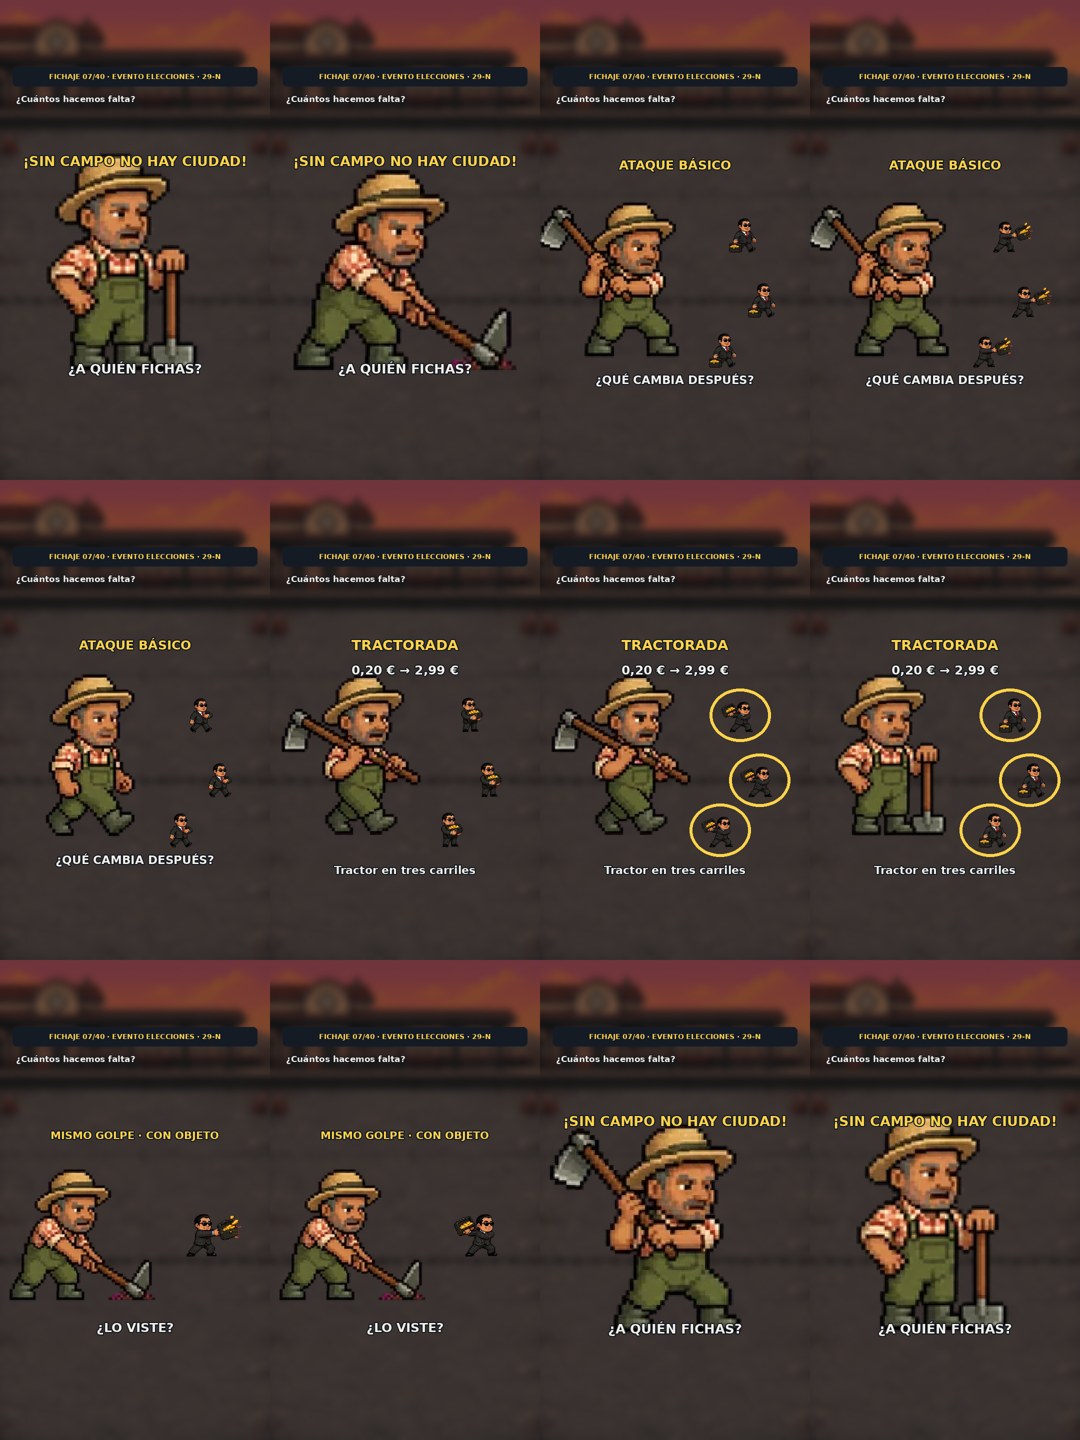 FICHAJE 07/40 · EVENTO ELECCIONES · 29-N
¿Cuántos hacemos falta?
¡SIN CAMPO NO HAY CIUDAD!
¿A QUIÉN FICHAS?
FICHAJE 07/40 · EVENTO ELECCIONES · 29-N
¿Cuántos hacemos falta?
¡SIN CAMPO NO HAY CIUDAD!
¿A QUIÉN FICHAS?
FICHAJE 07/40 · EVENTO ELECCIONES · 29-N
¿Cuántos hacemos falta?
ATAQUE BÁSICO
¿QUÉ CAMBIA DESPUÉS?
FICHAJE 07/40 · EVENTO ELECCIONES · 29-N
¿Cuántos hacemos falta?
ATAQUE BÁSICO
¿QUÉ CAMBIA DESPUÉS?
FICHAJE 07/40 · EVENTO ELECCIONES · 29-N
¿Cuántos hacemos falta?
ATAQUE BÁSICO
¿QUÉ CAMBIA DESPUÉS?
FICHAJE 07/40 · EVENTO ELECCIONES · 29-N
¿Cuántos hacemos falta?
TRACTORADA
0,20 € → 2,99 €
Tractor en tres carriles
FICHAJE 07/40 · EVENTO ELECCIONES · 29-N
¿Cuántos hacemos falta?
TRACTORADA
0,20 € → 2,99 €
Tractor en tres carriles
FICHAJE 07/40 · EVENTO ELECCIONES · 29-N
¿Cuántos hacemos falta?
TRACTORADA
0,20 € → 2,99 €
Tractor en tres carriles
FICHAJE 07/40 · EVENTO ELECCIONES · 29-N
¿Cuántos hacemos falta?
MISMO GOLPE · CON OBJETO
¿LO VISTE?
FICHAJE 07/40 · EVENTO ELECCIONES · 29-N
¿Cuántos hacemos falta?
MISMO GOLPE · CON OBJETO
¿LO VISTE?
FICHAJE 07/40 · EVENTO ELECCIONES · 29-N
¿Cuántos hacemos falta?
¡SIN CAMPO NO HAY CIUDAD!
¿A QUIÉN FICHAS?
FICHAJE 07/40 · EVENTO ELECCIONES · 29-N
¿Cuántos hacemos falta?
¡SIN CAMPO NO HAY CIUDAD!
¿A QUIÉN FICHAS?